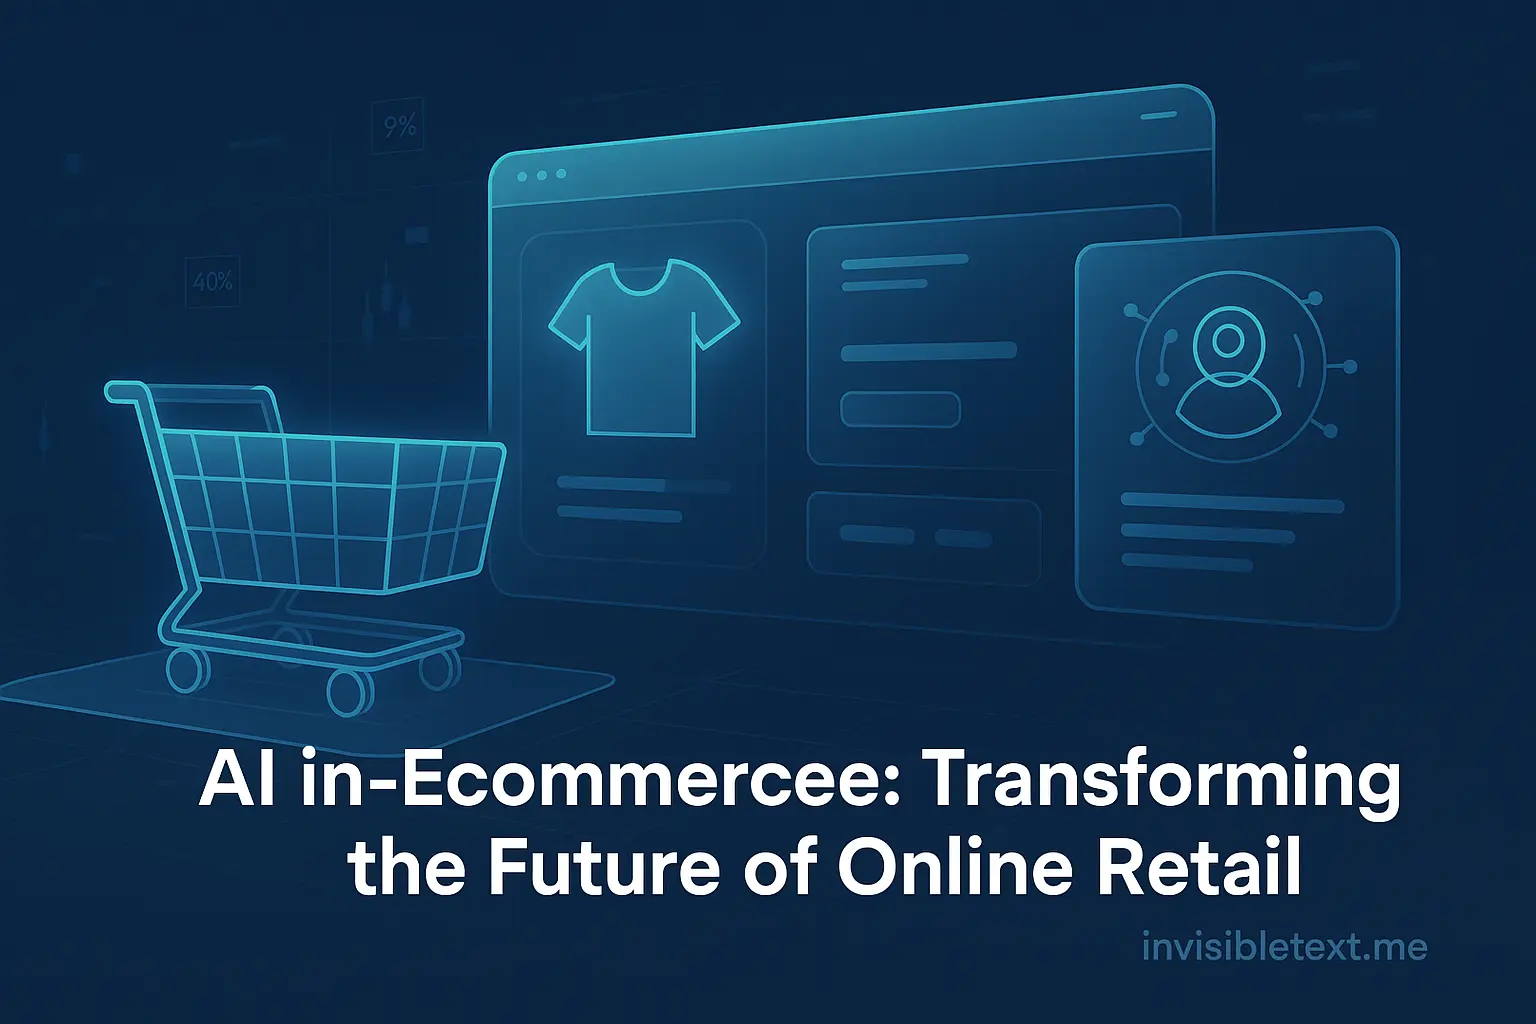 9%
40%
AI in-Ecommercee: Transforming
the Future of Online Retail
invisibletext.me